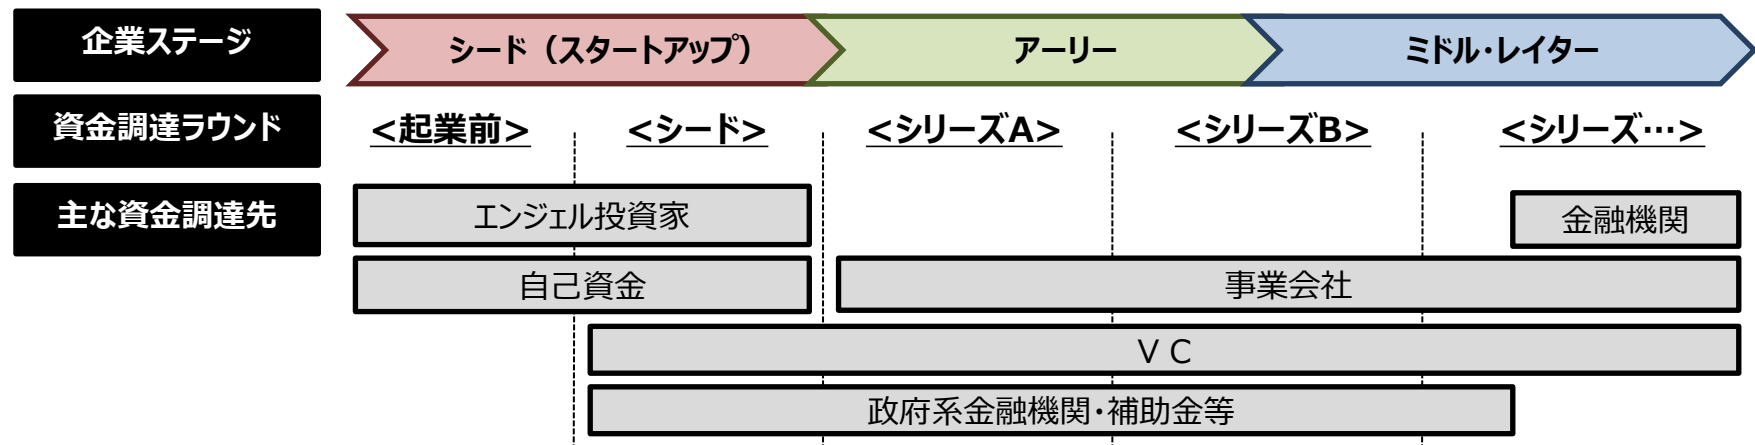 企業ステージ
シード（スタートアップ）
アーリー
ミドル・レイター
資金調達ラウンド
<起業前>
<シード>
<シリーズA>
<シリーズB>
<シリーズ…>
主な資金調達先
エンジェル投資家
金融機関
自己資金
事業会社
ＶＣ
政府系金融機関・補助金等